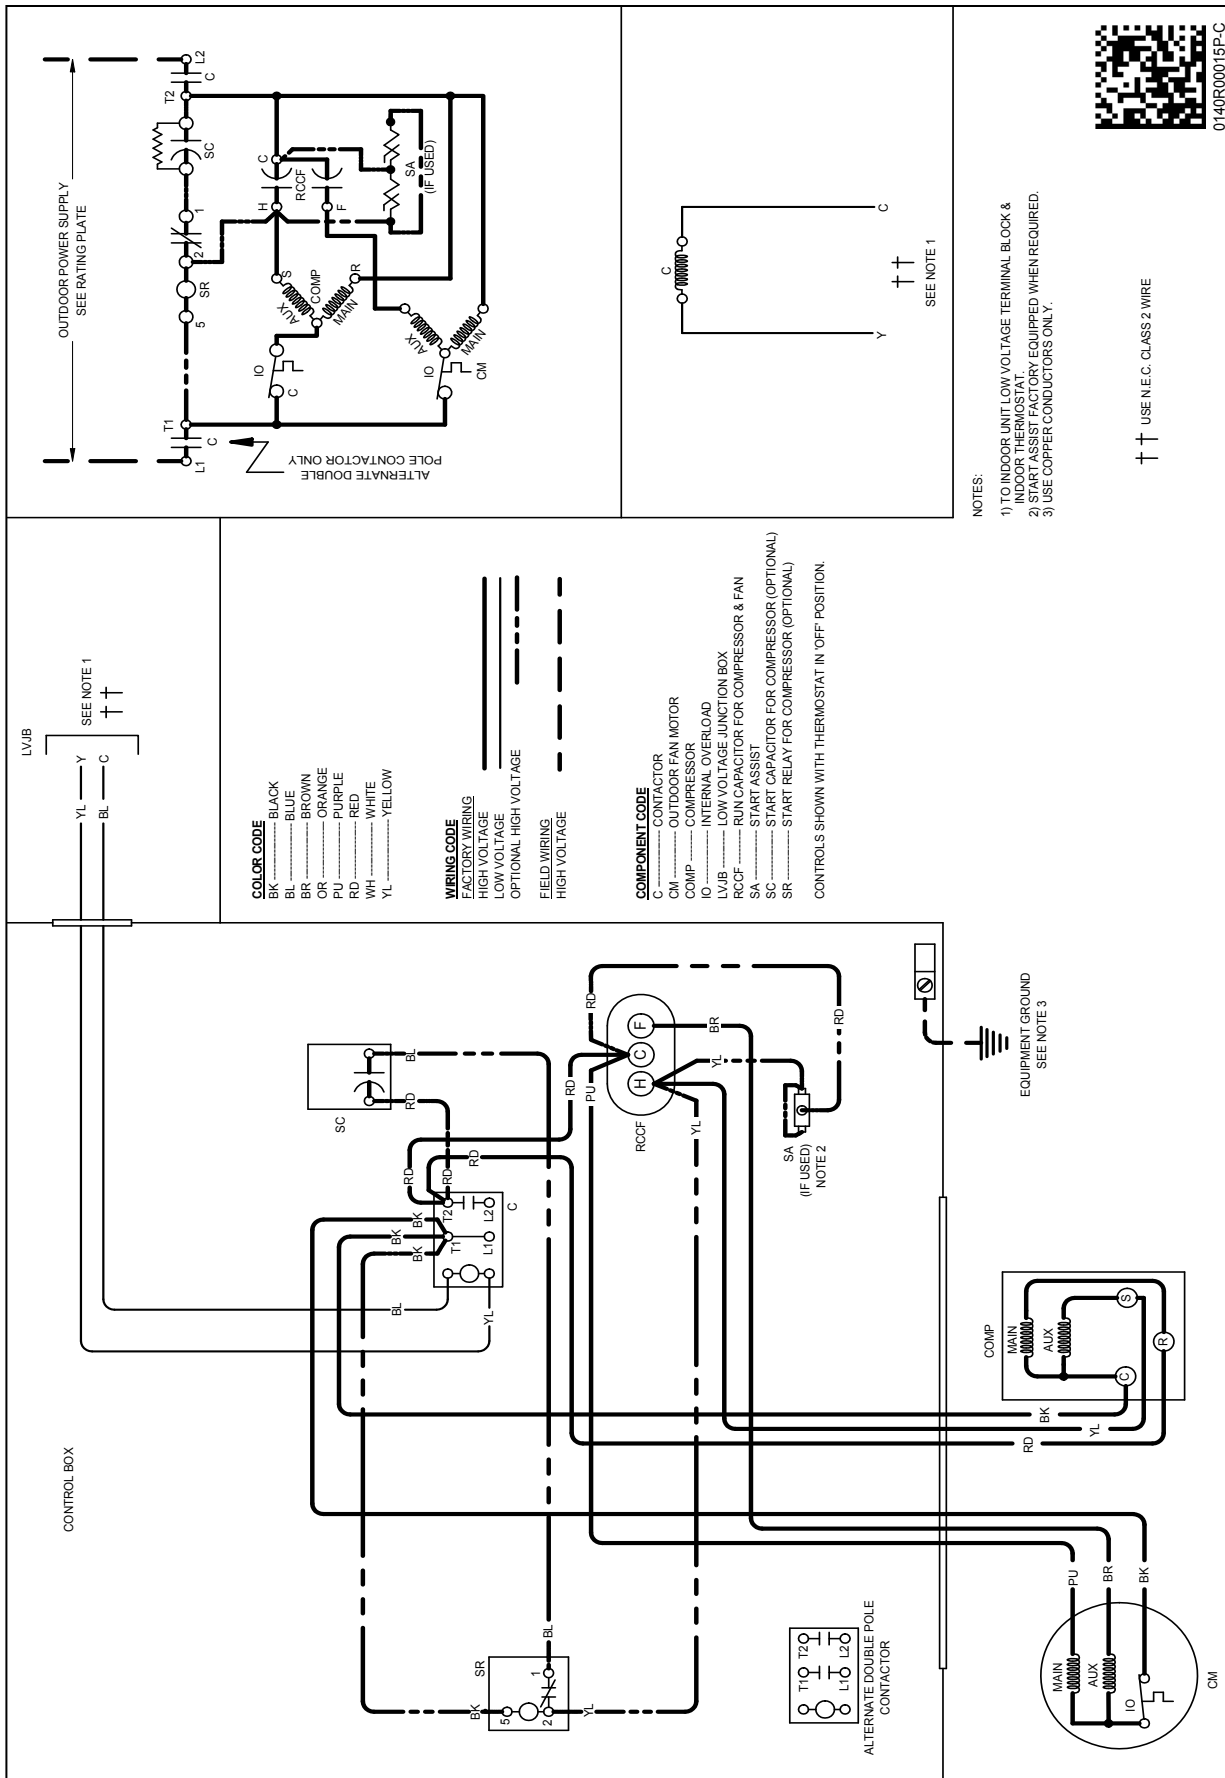 CONTROL BOX
SR
BK
5
2
1
BL
YL
BL
YL
BK
BK
BK
T1
T2
L1
L2
C
RD
RD
RD
SC
RD
BL
RD
PU
RD
H
C
F
RCCF
YL
YL
BR
RD
SA
(IF USED)
NOTE 2
ALTERNATE DOUBLE POLE
CONTACTOR
T1
T2
L1
L2
CM
MAIN
AUX
IO
PU
BR
BK
COMP
MAIN
AUX
C
S
R
BK
YL
RD
EQUIPMENT GROUND
SEE NOTE 3
LVJB
YL
Y
BL
C
SEE NOTE 1
††
COLOR CODE
BK ---------- BLACK
BL ---------- BLUE
BR ---------- BROWN
OR ---------- ORANGE
PU ---------- PURPLE
RD ---------- RED
WH ---------- WHITE
YL ---------- YELLOW
WIRING CODE
FACTORY WIRING
HIGH VOLTAGE
LOW VOLTAGE
OPTIONAL HIGH VOLTAGE
FIELD WIRING
HIGH VOLTAGE
COMPONENT CODE
C ---------- CONTACTOR
CM ---------- OUTDOOR FAN MOTOR
COMP ---------- COMPRESSOR
IO ---------- INTERNAL OVERLOAD
LVJB ---------- LOW VOLTAGE JUNCTION BOX
RCCF ---------- RUN CAPACITOR FOR COMPRESSOR & FAN
SA ---------- START ASSIST
SC ---------- START CAPACITOR FOR COMPRESSOR (OPTIONAL)
SR ---------- START RELAY FOR COMPRESSOR (OPTIONAL)
CONTROLS SHOWN WITH THERMOSTAT IN 'OFF' POSITION.
OUTDOOR POWER SUPPLY
SEE RATING PLATE
L1
C
T1
5
SR
2
1
SC
T2
C
L2
ALTERNATE DOUBLE
POLE CONTACTOR ONLY
IO
C
S
AUX
COMP
MAIN
R
H
C
RCCF
F
SA
(IF USED)
IO
AUX
MAIN
CM
C
Y
C
††
SEE NOTE 1
NOTES:
1) TO INDOOR UNIT LOW VOLTAGE TERMINAL BLOCK &
INDOOR THERMOSTAT.
2) START ASSIST FACTORY EQUIPPED WHEN REQUIRED.
3) USE COPPER CONDUCTORS ONLY.
†† USE N.E.C. CLASS 2 WIRE
0140R00015P-C